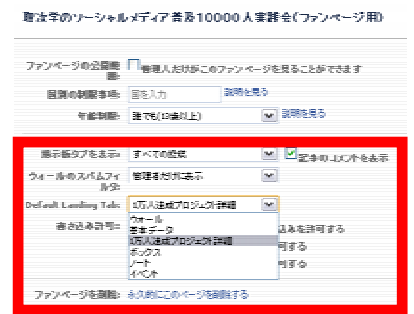 智次学のソーシャルメディア普及10000人実践会(ファンページ用)
ファンページの公開範囲: 管理人だけがこのファンページを見ることができます
国別の制限事項: 国を入力 説明を見る
年齢制限: 誰でも(13歳以上) 説明を見る
掲示板タブを表示: すべての投稿 記事のコメントを表示
ウォールのスパムフィルタ: 管理者だけに表示
Default Landing Tab: 1万人達成プロジェクト詳細
書き込み許可: 込みを許可する
ウォール
基本データ
1万人達成プロジェクト詳細
可する
ボックス
ノート
可する
イベント
ファンページを削除: 永久的にこのページを削除する